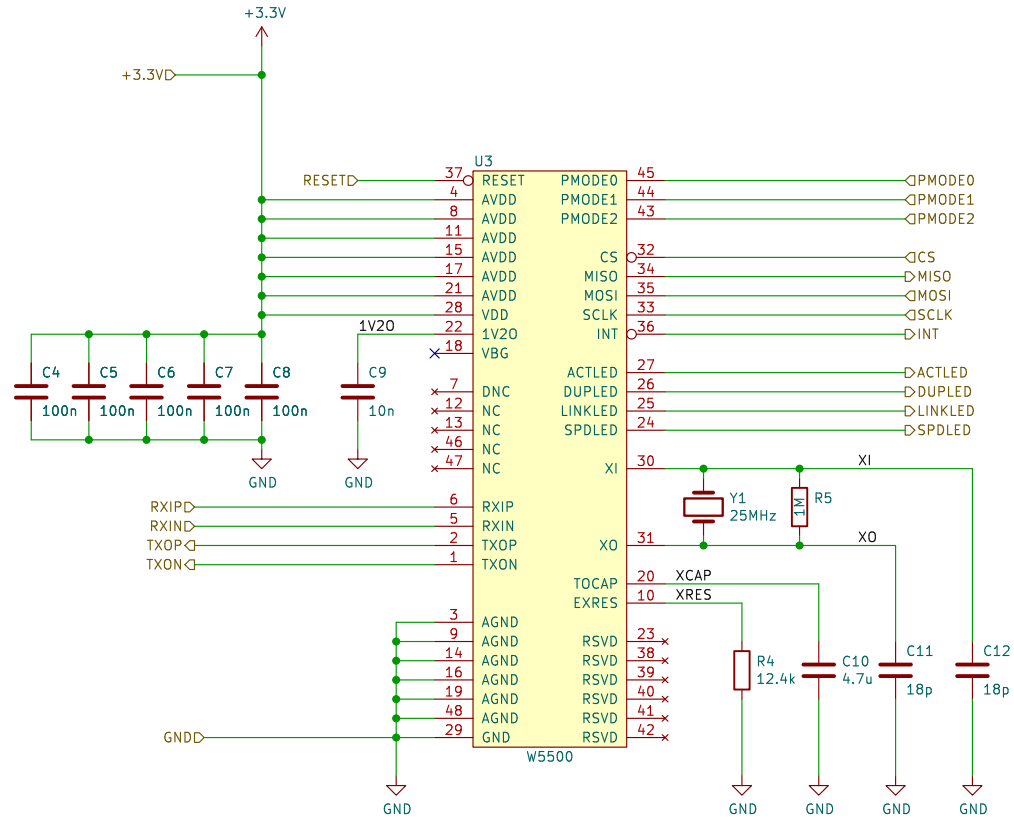 +3.3V
+3.3V
U3
RESET 37 RESET PMODE0 45 PMODE0
4 AVDD PMODE1 44 PMODE1
8 AVDD PMODE2 43 PMODE2
11 AVDD
15 AVDD CS 32 CS
17 AVDD MISO 34 MISO
21 AVDD MOSI 35 MOSI
28 VDD SCLK 33 SCLK
1V2O 22 1V2O INT 36 INT
18 VBG
C4 C5 C6 C7 C8 C9 ACTLED 27 ACTLED
7 DNC DUPLED 26 DUPLED
100n 100n 100n 100n 100n 10n 12 NC LINKLED 25 LINKLED
13 NC SPDLED 24 SPDLED
46 NC
47 NC XI 30 XI
GND GND
Y1 R5
25MHz 1M
RXIP 6 RXIP
RXIN 5 RXIN
TXOP 2 TXOP XO 31 XO
TXON 1 TXON
TOCAP 20 XCAP
EXRES 10 XRES
3 AGND
9 AGND RSVD 23
14 AGND RSVD 38
16 AGND RSVD 39
19 AGND RSVD 40
48 AGND RSVD 41
GND 29 GND RSVD 42
R4 C10 C11 C12
12.4k 4.7u 18p 18p
W5500
GND GND GND GND GND